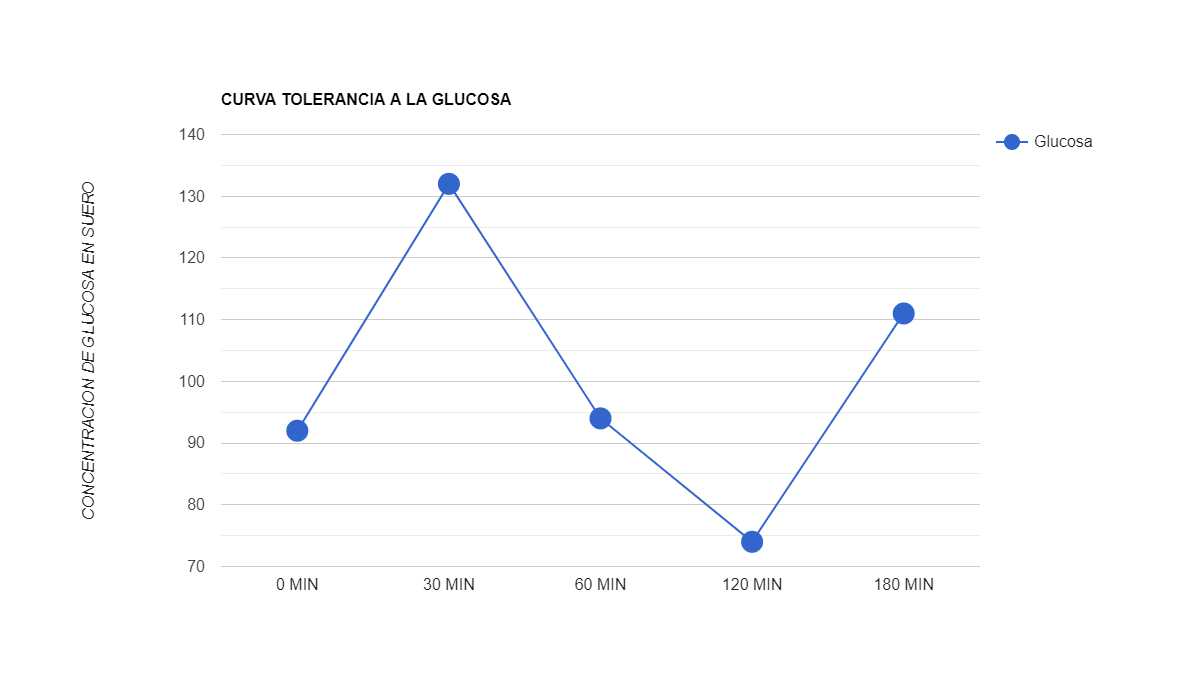 CURVA TOLERANCIA A LA GLUCOSA
Glucosa
CONCENTRACION DE GLUCOSA EN SUERO
140
130
120
110
100
90
80
70
0 MIN
30 MIN
60 MIN
120 MIN
180 MIN